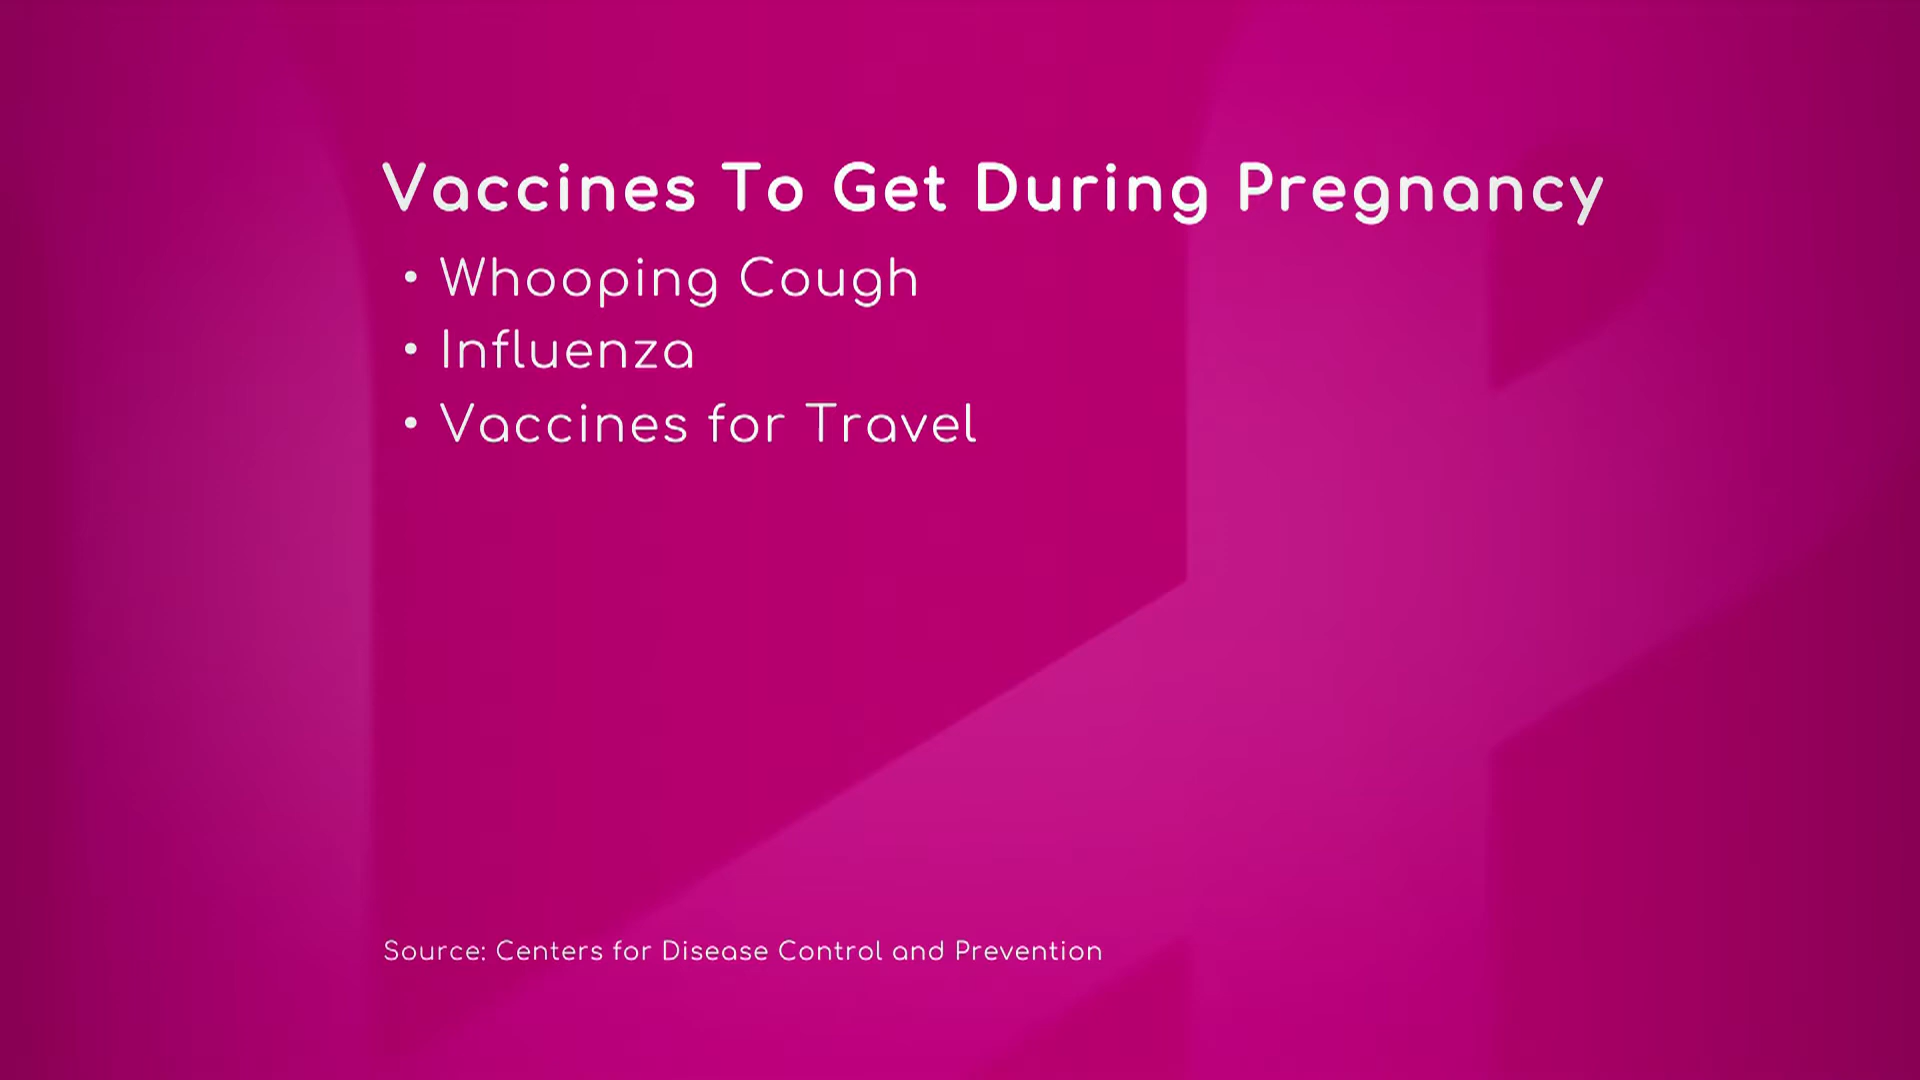 Vaccines To Get During Pregnancy
• Whooping Cough
• Influenza
• Vaccines for Travel
Source: Centers for Disease Control and Prevention